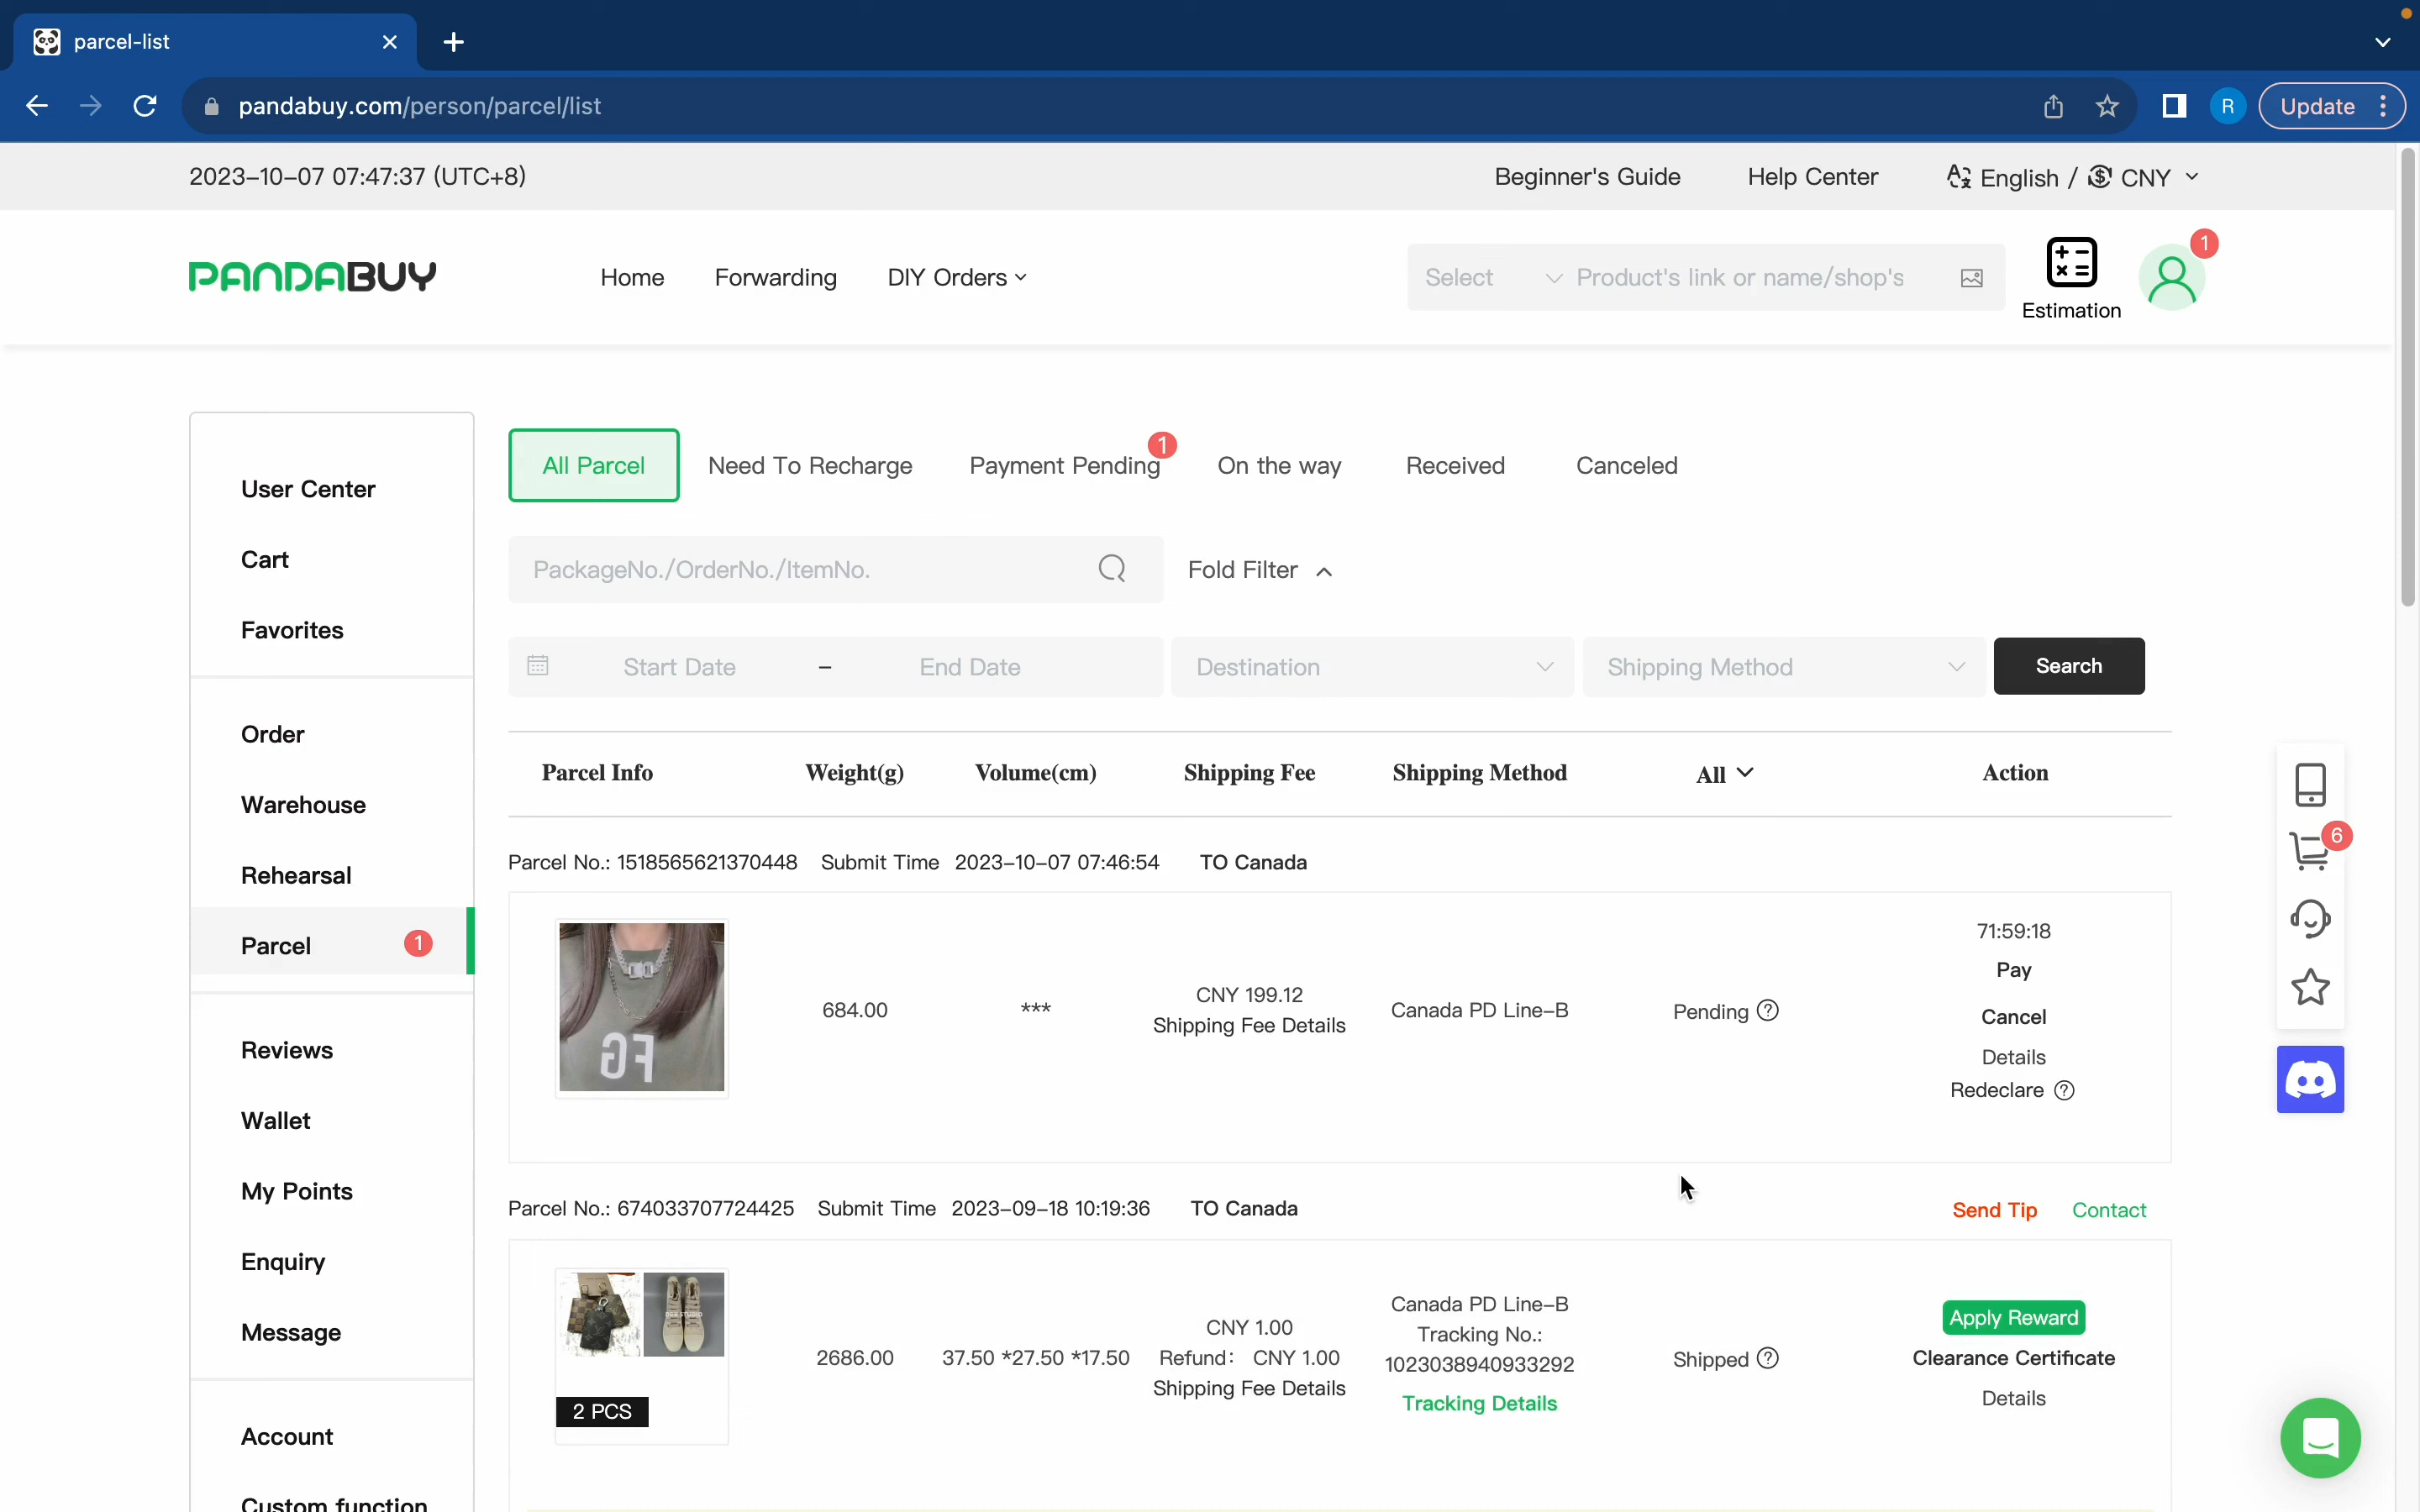 parcel-list
pandabuy.com/person/parcel/list
R
Update
2023-10-07 07:47:37 (UTC+8)
Beginner's Guide
Help Center
English / CNY
PANDABUY
Home
Forwarding
DIY Orders
Select
Product's link or name/shop's
Estimation
1
All Parcel
Need To Recharge
Payment Pending
1
On the way
Received
Canceled
PackageNo./OrderNo./ItemNo.
Fold Filter
Start Date
–
End Date
Destination
Shipping Method
Search
User Center
Cart
Favorites
Order
Warehouse
Rehearsal
Parcel
1
Reviews
Wallet
My Points
Enquiry
Message
Account
Custom function
Parcel Info
Weight(g)
Volume(cm)
Shipping Fee
Shipping Method
All
Action
Parcel No.: 1518565621370448 Submit Time 2023-10-07 07:46:54 TO Canada
FG
684.00
***
CNY 199.12
Shipping Fee Details
Canada PD Line-B
Pending
71:59:18
Pay
Cancel
Details
Redeclare
Parcel No.: 674033707724425 Submit Time 2023-09-18 10:19:36 TO Canada
Send Tip
Contact
2 PCS
2686.00
37.50 *27.50 *17.50
CNY 1.00
Refund: CNY 1.00
Shipping Fee Details
Canada PD Line-B
Tracking No.:
1023038940933292
Tracking Details
Shipped
Apply Reward
Clearance Certificate
Details
6